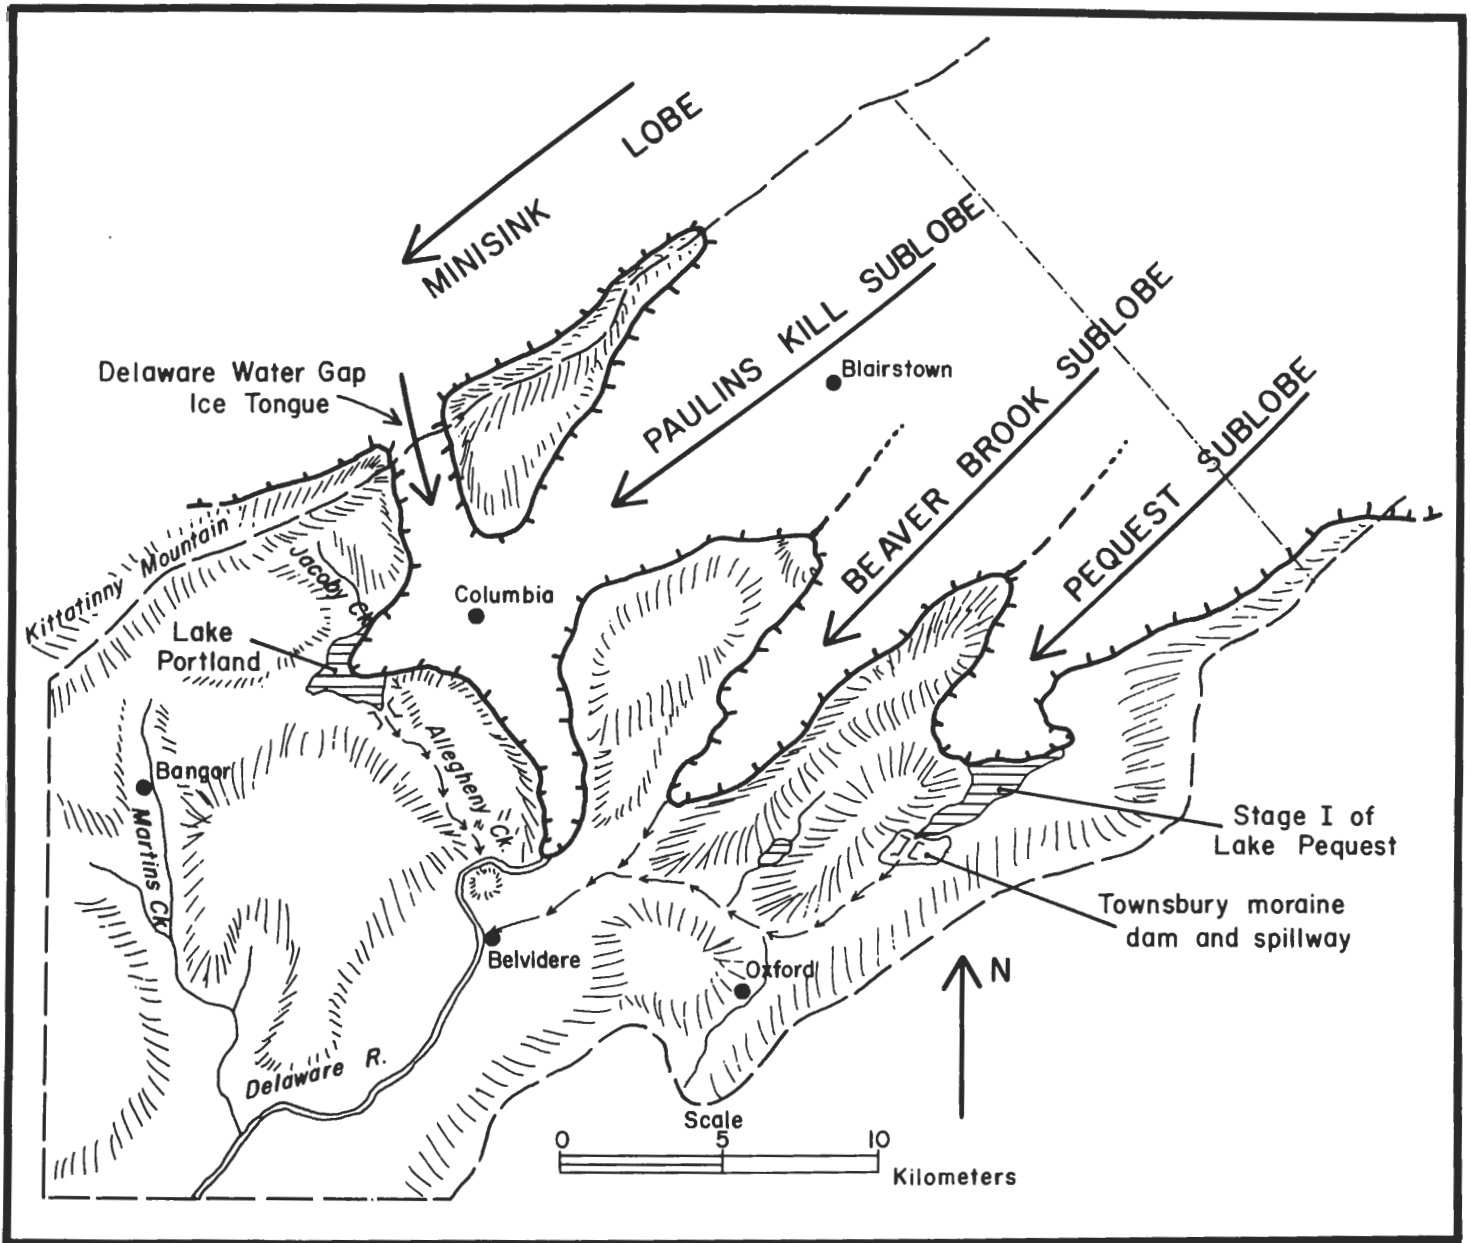 MINISINK LOBE
PAULINS KILL SUBLOBE
BEAVER BROOK SUBLOBE
PEQUEST SUBLOBE
Delaware Water Gap
Ice Tongue
Blairstown
Kittatinny Mountain
Jacoby Ck
Columbia
Lake
Portland
Allegheny Ck
Bangor
Martins Ck
Stage I of
Lake Pequest
Townsbury moraine
dam and spillway
Belvidere
Oxford
N
Delaware R.
Scale
0 5 10
Kilometers